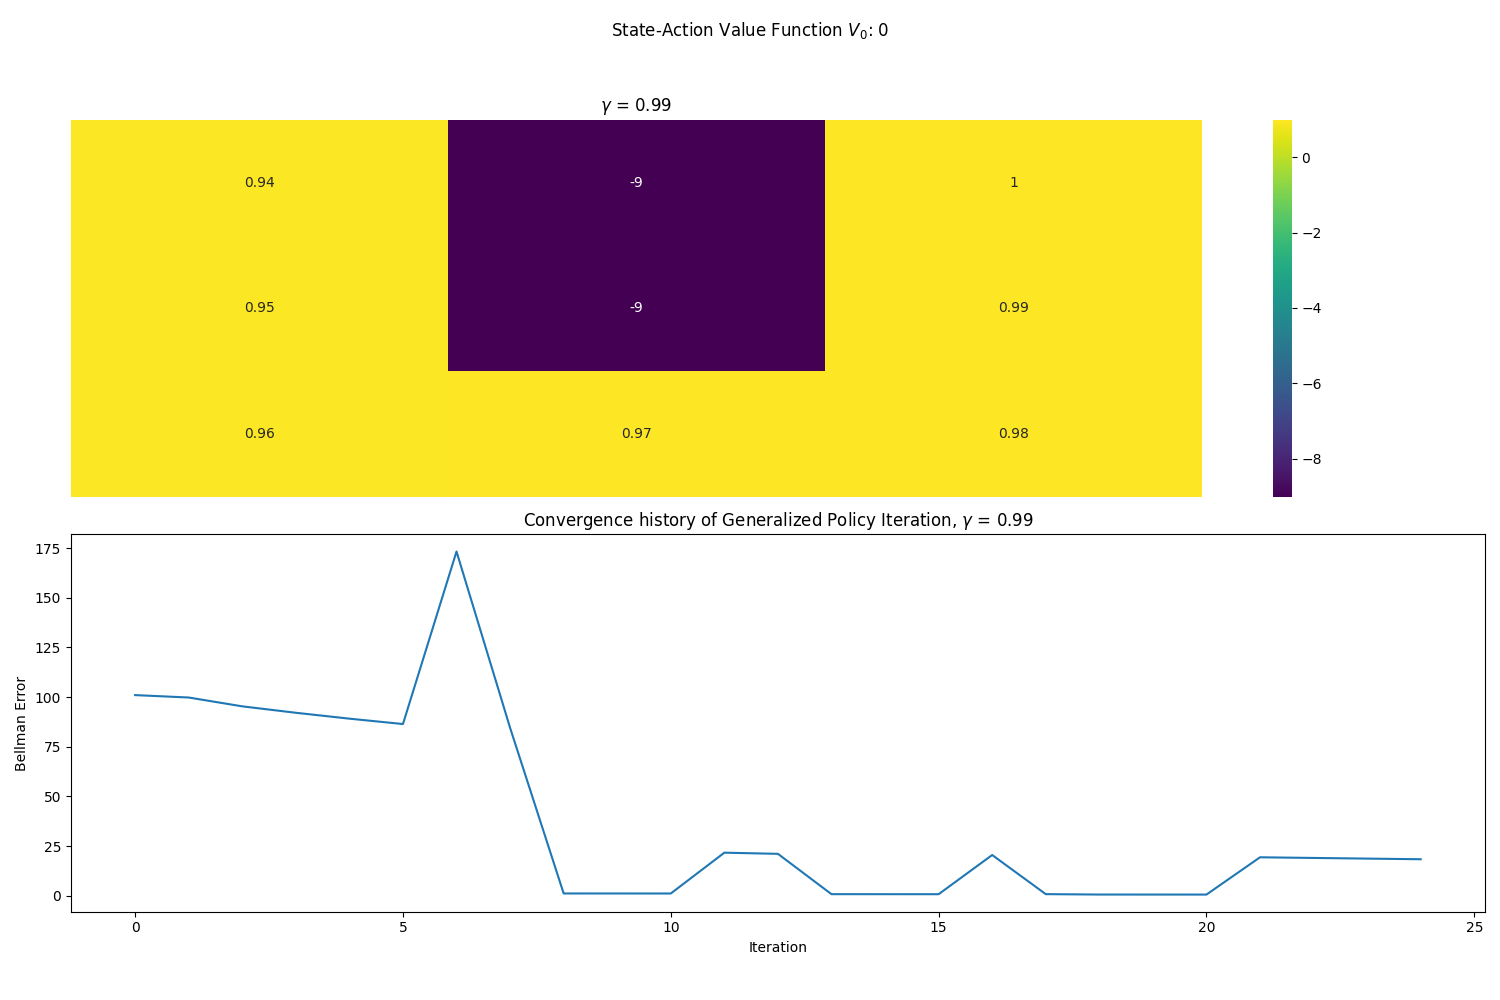 State-Action Value Function $V_0$: 0
γ = 0.99
0.94 -9 1
0.95 -9 0.99
0.96 0.97 0.98
0
−2
−4
−6
−8
Convergence history of Generalized Policy Iteration, γ = 0.99
175
150
125
100
75
50
25
0
Bellman Error
0 5 10 15 20 25
Iteration